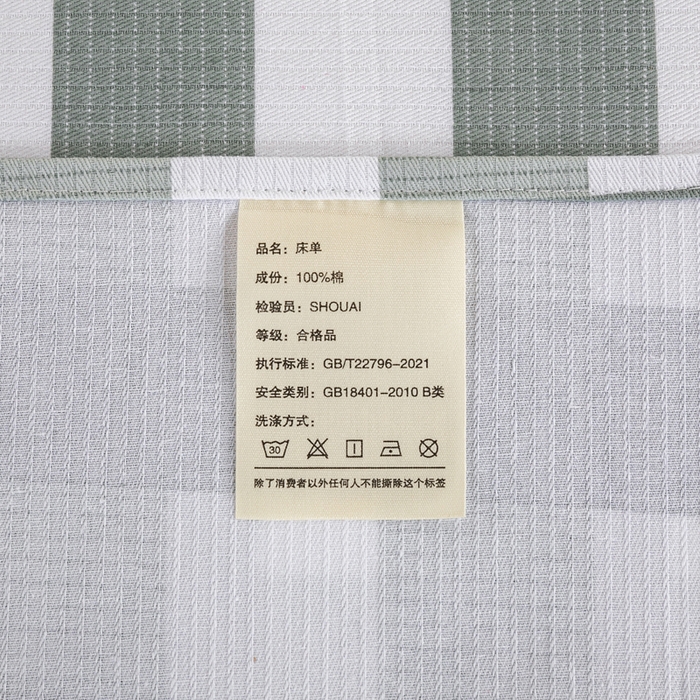 品名：床单
成份：100%棉
检验员：SHOUAI
等级：合格品
执行标准：GB/T22796-2021
安全类别：GB18401-2010 B类
洗涤方式：
30
除了消费者以外任何人不能撕除这个标签